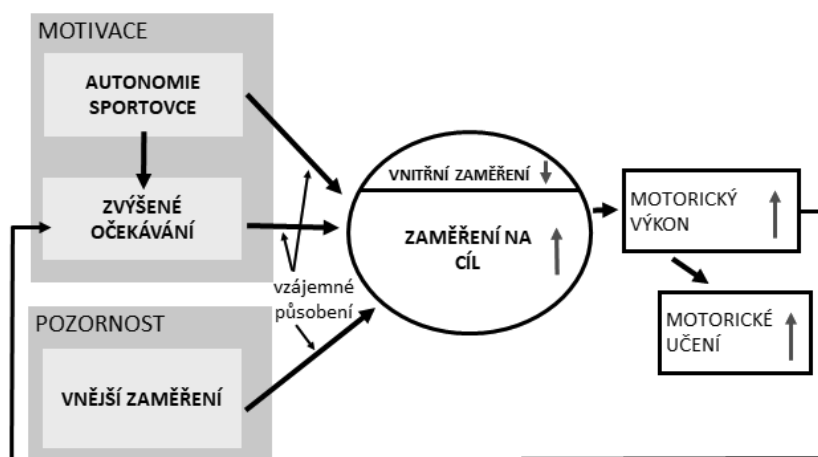 MOTIVACE
AUTONOMIE
SPORTOVCE
ZVÝŠENÉ
OČEKÁVÁNÍ
vzájemné
působení
POZORNOST
VNĚJŠÍ ZAMĚŘENÍ
VNITŘNÍ ZAMĚŘENÍ
ZAMĚŘENÍ NA
CÍL
MOTORICKÝ
VÝKON
MOTORICKÉ
UČENÍ